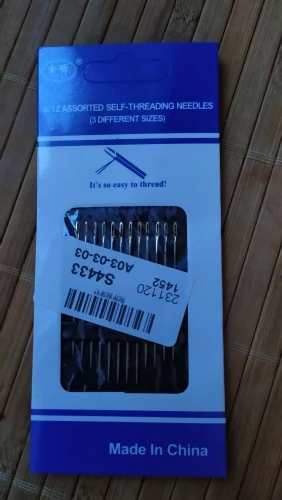 12 ASSORTED SELF-THREADING NEEDLES
(3 DIFFERENT SIZES)
It's so easy to thread!
S4433
A03-03-03
231120
1452
Made In China